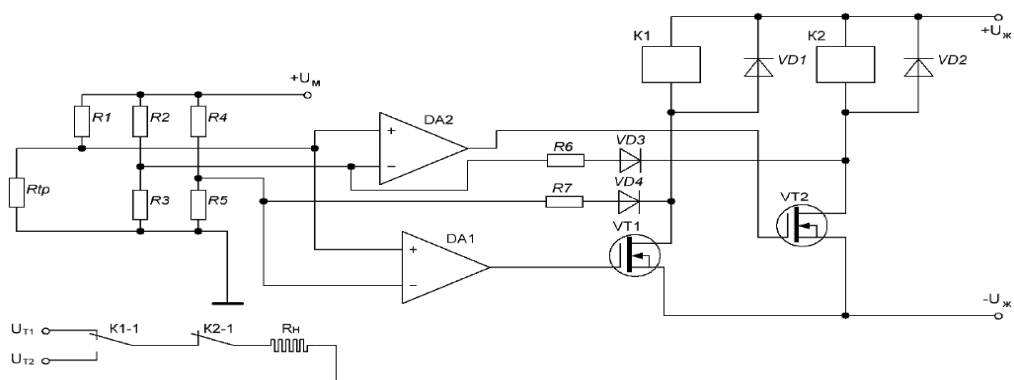 K1
K2
+Uж
VD1
VD2
+Uм
R1
R2
R4
DA2
+
−
R6
VD3
Rtp
R3
R5
R7
VD4
VT2
VT1
DA1
+
−
UT1
K1-1
K2-1
RH
-Uж
UT2